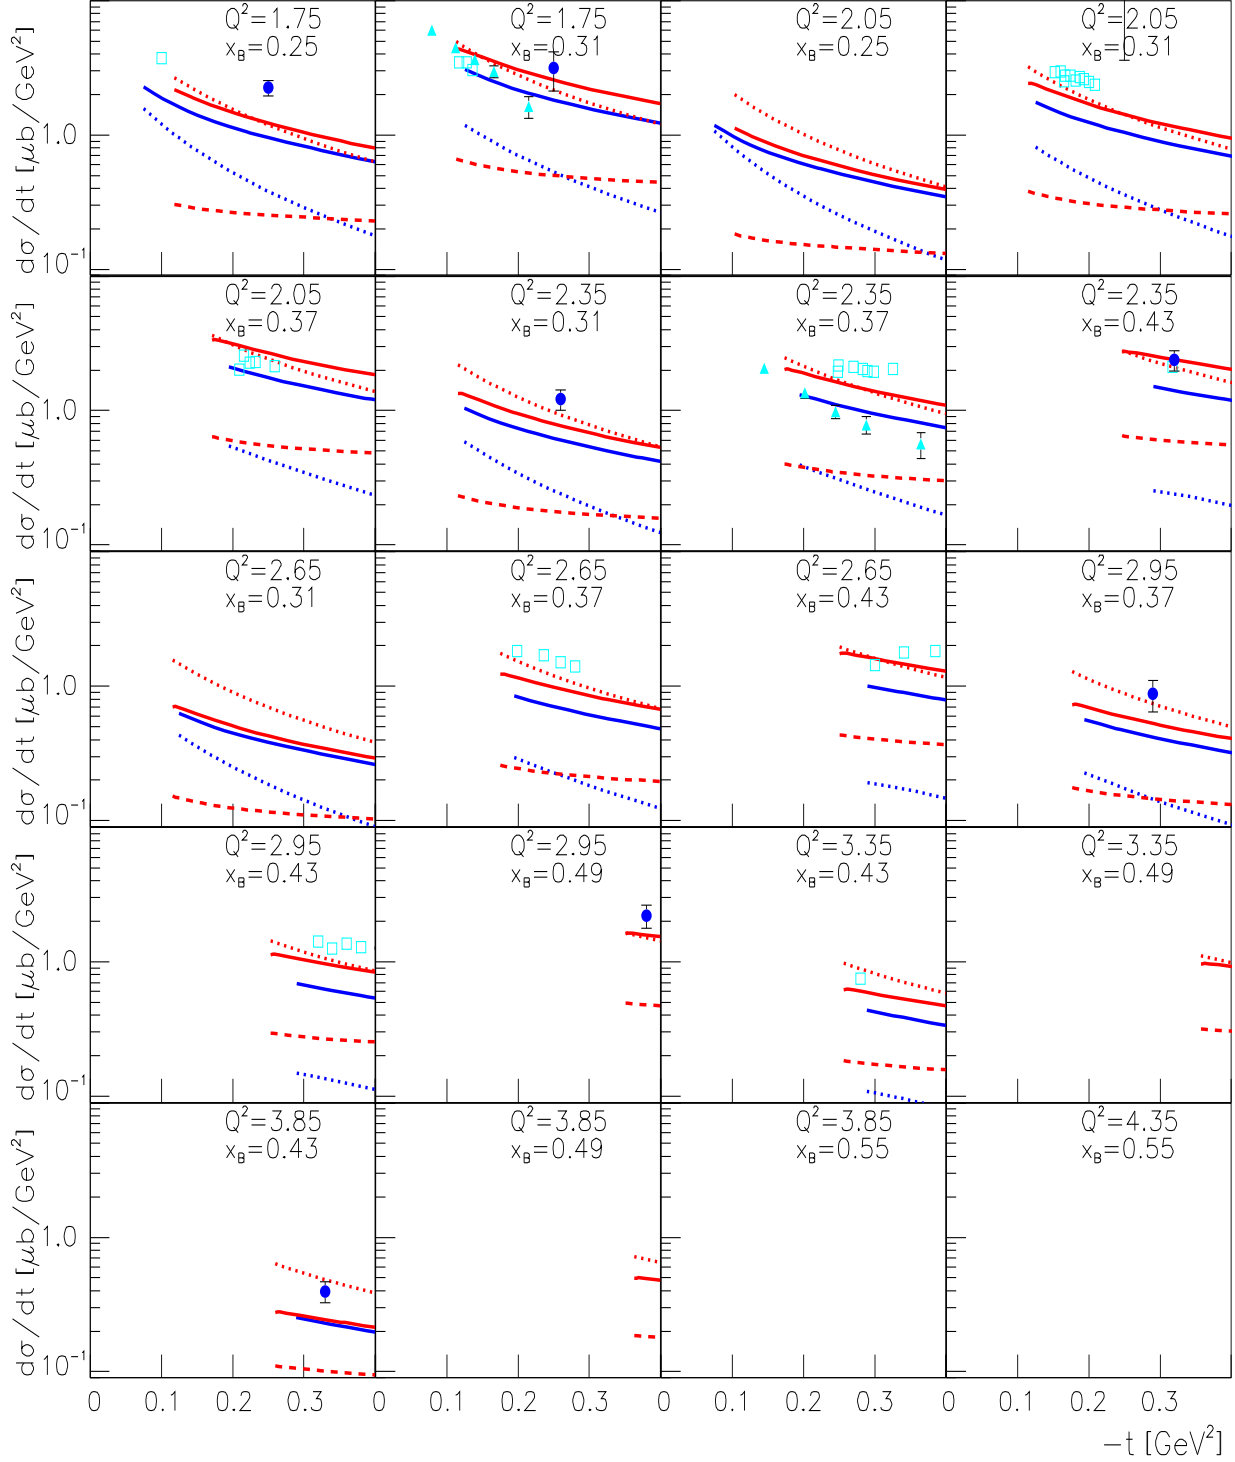 dσ/dt [μb/GeV²]
1.0
10⁻¹
Q²=1.75
x_B=0.25
Q²=1.75
x_B=0.31
Q²=2.05
x_B=0.25
Q²=2.05
x_B=0.31
dσ/dt [μb/GeV²]
1.0
10⁻¹
Q²=2.05
x_B=0.37
Q²=2.35
x_B=0.31
Q²=2.35
x_B=0.37
Q²=2.35
x_B=0.43
dσ/dt [μb/GeV²]
1.0
10⁻¹
Q²=2.65
x_B=0.31
Q²=2.65
x_B=0.37
Q²=2.65
x_B=0.43
Q²=2.95
x_B=0.37
dσ/dt [μb/GeV²]
1.0
10⁻¹
Q²=2.95
x_B=0.43
Q²=2.95
x_B=0.49
Q²=3.35
x_B=0.43
Q²=3.35
x_B=0.49
dσ/dt [μb/GeV²]
1.0
10⁻¹
Q²=3.85
x_B=0.43
Q²=3.85
x_B=0.49
Q²=3.85
x_B=0.55
Q²=4.35
x_B=0.55
0 0.1 0.2 0.3 0 0.1 0.2 0.3 0 0.1 0.2 0.3 0 0.1 0.2 0.3
−t [GeV²]